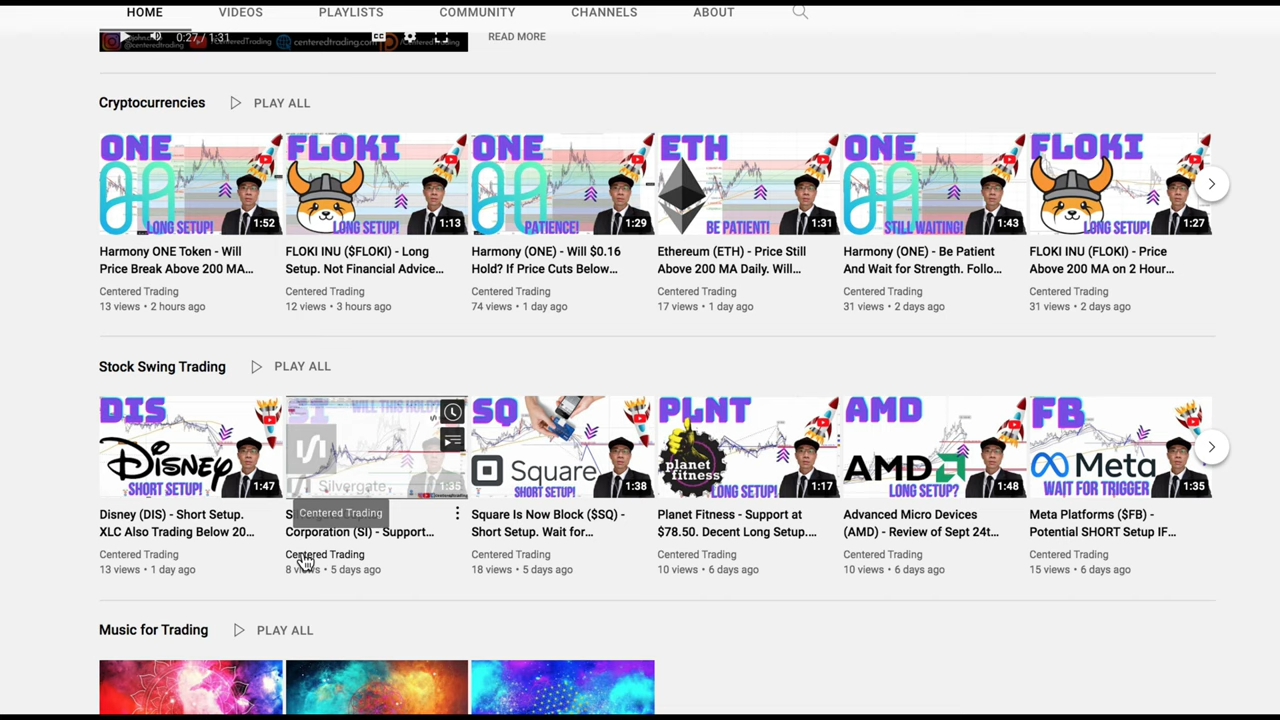 HOME VIDEOS PLAYLISTS COMMUNITY CHANNELS ABOUT
@centeredtrading 0:27 / 1:31 centeredtrading.com
READ MORE
Cryptocurrencies PLAY ALL
ONE LONG SETUP! 1:52
FLOKI LONG SETUP! 1:13
ONE PATIENCE! 1:29
ETH BE PATIENT! 1:31
ONE STILL WAITING! 1:43
FLOKI LONG SETUP! 1:27
Harmony ONE Token - Will
Price Break Above 200 MA...
Centered Trading
13 views • 2 hours ago
FLOKI INU ($FLOKI) - Long
Setup. Not Financial Advice...
Centered Trading
12 views • 3 hours ago
Harmony (ONE) - Will $0.16
Hold? If Price Cuts Below...
Centered Trading
74 views • 1 day ago
Ethereum (ETH) - Price Still
Above 200 MA Daily. Will...
Centered Trading
17 views • 1 day ago
Harmony (ONE) - Be Patient
And Wait for Strength. Follo...
Centered Trading
31 views • 2 days ago
FLOKI INU (FLOKI) - Price
Above 200 MA on 2 Hour...
Centered Trading
31 views • 2 days ago
Stock Swing Trading PLAY ALL
DIS Disney SHORT SETUP! 1:47
SI WILL THIS HOLD? Silvergate 1:35
SQ Square SHORT SETUP! 1:38
PLNT planet fitness LONG SETUP! 1:17
AMD AMD LONG SETUP? 1:48
FB Meta WAIT FOR TRIGGER 1:35
Disney (DIS) - Short Setup.
XLC Also Trading Below 20...
Centered Trading
13 views • 1 day ago
Centered Trading
Corporation (SI) - Support...
Centered Trading
8 views • 5 days ago
Square Is Now Block ($SQ) -
Short Setup. Wait for...
Centered Trading
18 views • 5 days ago
Planet Fitness - Support at
$78.50. Decent Long Setup....
Centered Trading
10 views • 6 days ago
Advanced Micro Devices
(AMD) - Review of Sept 24t...
Centered Trading
10 views • 6 days ago
Meta Platforms ($FB) -
Potential SHORT Setup IF...
Centered Trading
15 views • 6 days ago
Music for Trading PLAY ALL